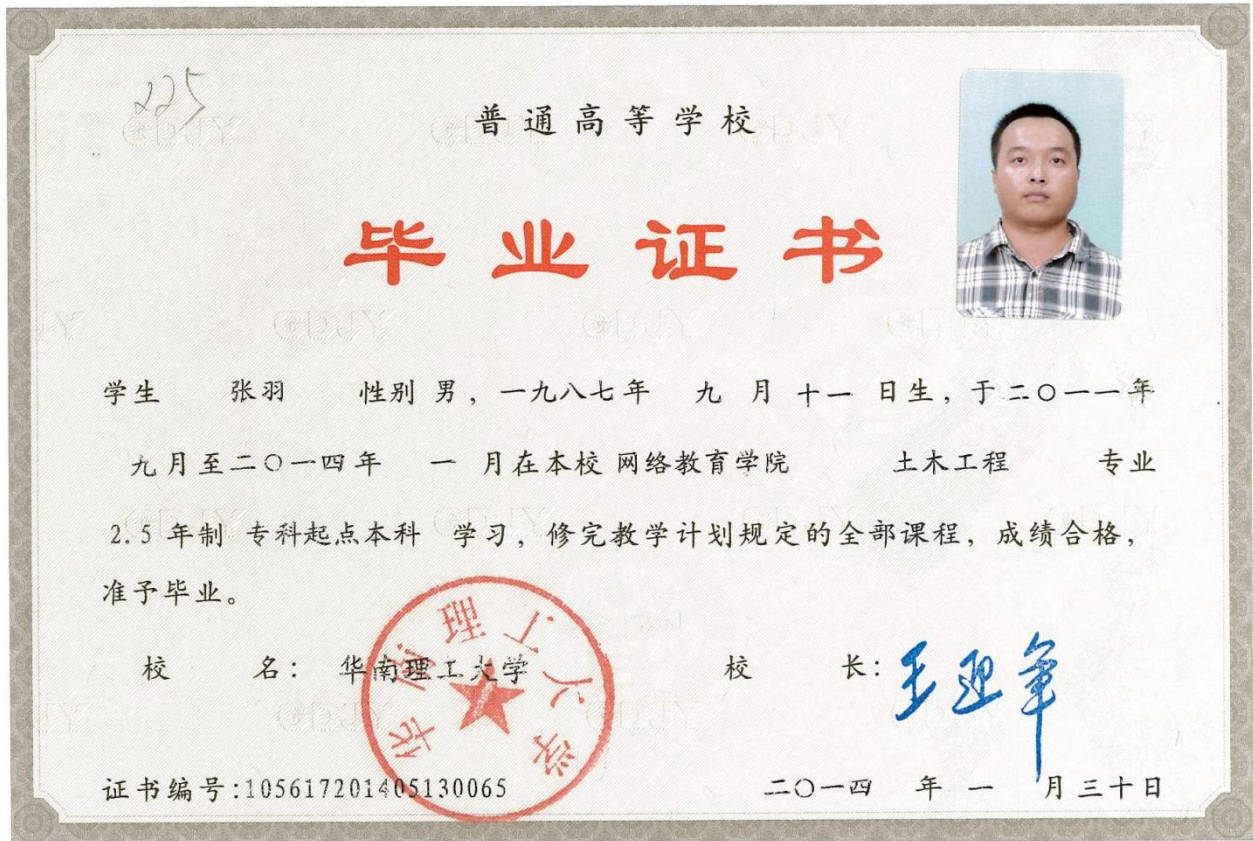 225
普通高等学校
毕业证书
学生 张羽 性别 男，一九八七年 九 月 十一 日生，于二〇一一年
九月至二〇一四年 一 月在本校 网络教育学院 土木工程 专业
2.5 年制 专科起点本科 学习，修完教学计划规定的全部课程，成绩合格，
准予毕业。
校 名： 华南理工大学 校 长：王迎军
华南理工大学
证书编号:105617201405130065 二〇一四 年 一 月三十日